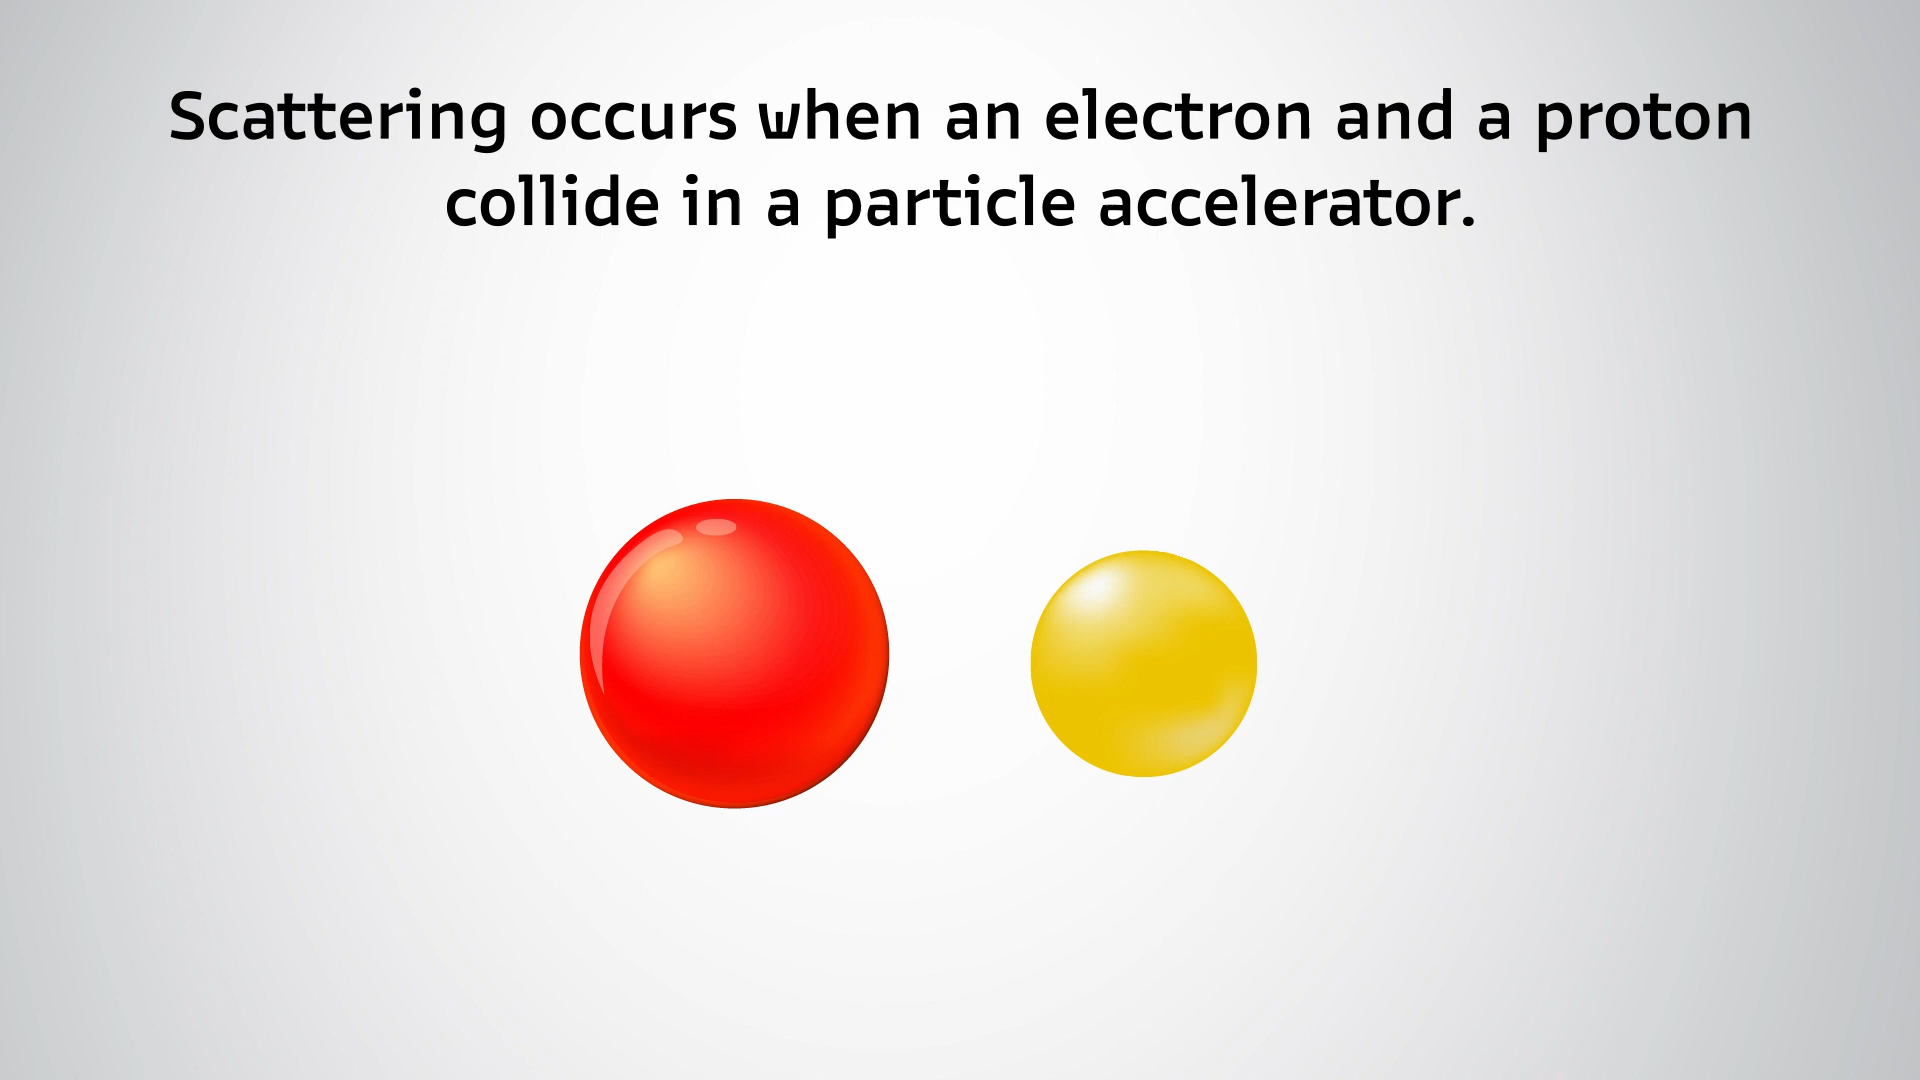 Scattering occurs when an electron and a proton
collide in a particle accelerator.